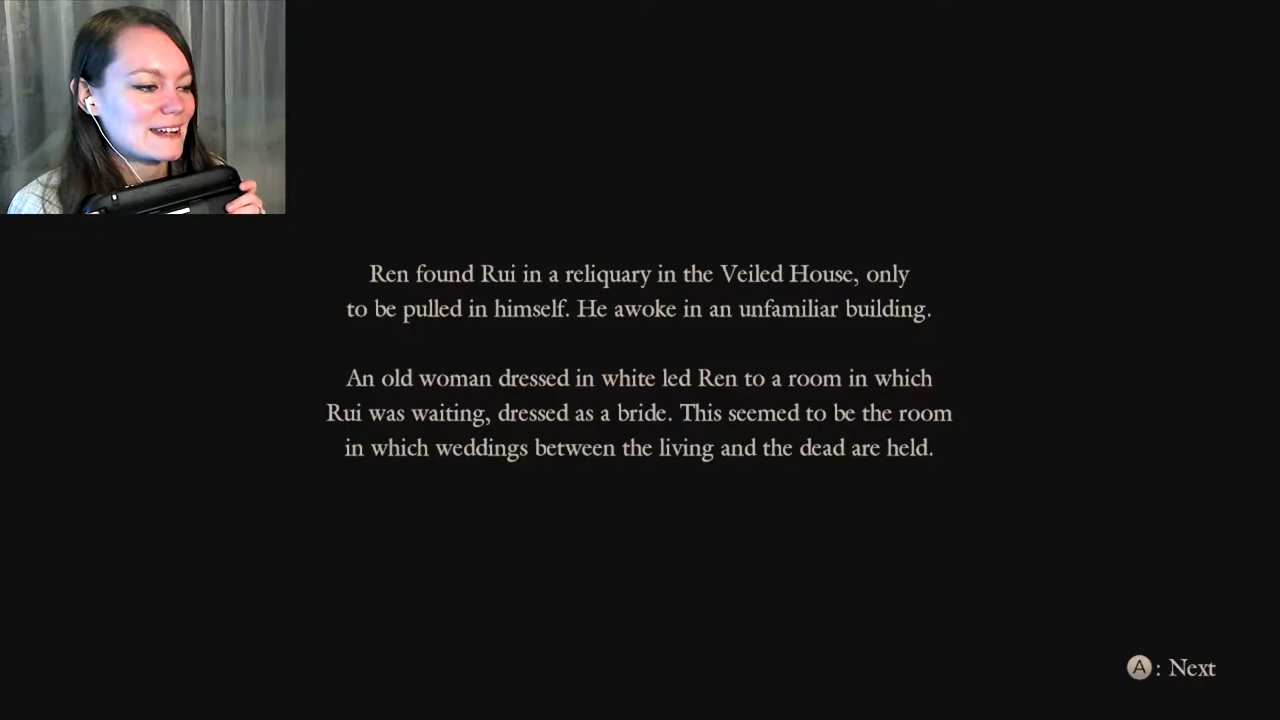 Ren found Rui in a reliquary in the Veiled House, only
to be pulled in himself. He awoke in an unfamiliar building.
An old woman dressed in white led Ren to a room in which
Rui was waiting, dressed as a bride. This seemed to be the room
in which weddings between the living and the dead are held.
A: Next